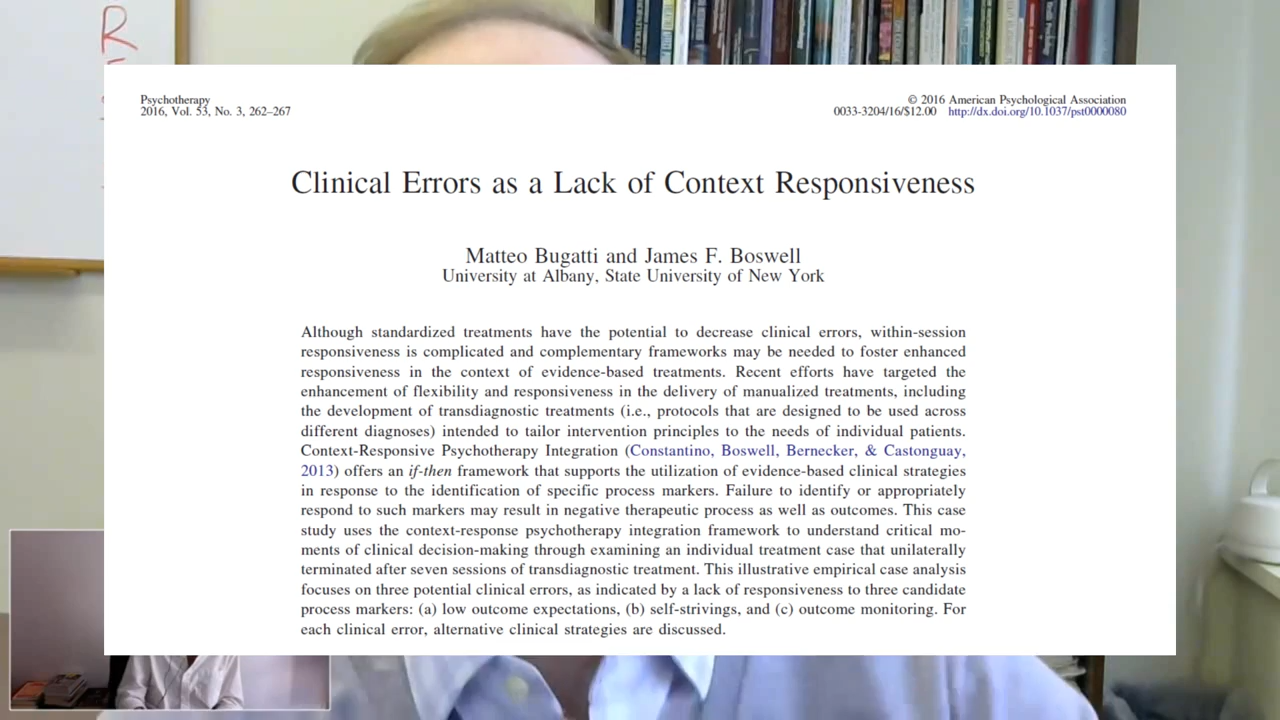 R
Psychotherapy
2016, Vol. 53, No. 3, 262–267
© 2016 American Psychological Association
0033-3204/16/$12.00 http://dx.doi.org/10.1037/pst0000080
Clinical Errors as a Lack of Context Responsiveness
Matteo Bugatti and James F. Boswell
University at Albany, State University of New York
Although standardized treatments have the potential to decrease clinical errors, within-session
responsiveness is complicated and complementary frameworks may be needed to foster enhanced
responsiveness in the context of evidence-based treatments. Recent efforts have targeted the
enhancement of flexibility and responsiveness in the delivery of manualized treatments, including
the development of transdiagnostic treatments (i.e., protocols that are designed to be used across
different diagnoses) intended to tailor intervention principles to the needs of individual patients.
Context-Responsive Psychotherapy Integration (Constantino, Boswell, Bernecker, & Castonguay,
2013) offers an if-then framework that supports the utilization of evidence-based clinical strategies
in response to the identification of specific process markers. Failure to identify or appropriately
respond to such markers may result in negative therapeutic process as well as outcomes. This case
study uses the context-response psychotherapy integration framework to understand critical mo-
ments of clinical decision-making through examining an individual treatment case that unilaterally
terminated after seven sessions of transdiagnostic treatment. This illustrative empirical case analysis
focuses on three potential clinical errors, as indicated by a lack of responsiveness to three candidate
process markers: (a) low outcome expectations, (b) self-strivings, and (c) outcome monitoring. For
each clinical error, alternative clinical strategies are discussed.